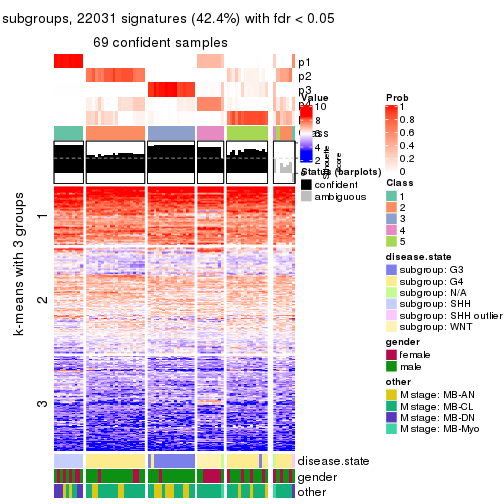 subgroups, 22031 signatures (42.4%) with fdr < 0.05
69 confident samples
p1
p2
p3
Value
10
8
6
4
2
Prob
1
0.8
0.6
0.4
0.2
0
Silhouette
score
Status (barplots)
confident
ambiguous
Class
1
2
3
4
5
k-means with 3 groups
1
2
3
disease.state
subgroup: G3
subgroup: G4
subgroup: N/A
subgroup: SHH
subgroup: SHH outlier
subgroup: WNT
gender
female
male
other
M stage: MB-AN
M stage: MB-CL
M stage: MB-DN
M stage: MB-Myo
disease.state
gender
other